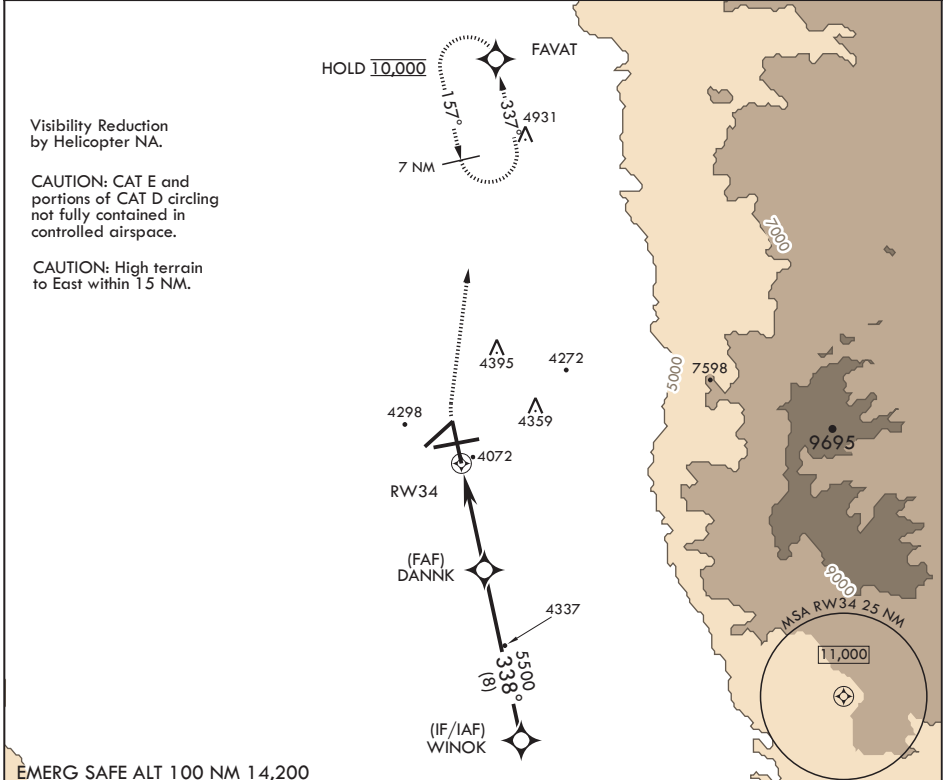 FAVAT
HOLD 10,000
157°
337°
4931
7 NM
Visibility Reduction
by Helicopter NA.
CAUTION: CAT E and
portions of CAT D circling
not fully contained in
controlled airspace.
CAUTION: High terrain
to East within 15 NM.
7000
4395
4272
5000
7598
4359
4298
9695
4072
RW34
(FAF)
DANNK
9000
4337
MSA RW34 25 NM
11,000
5500
338°
(8)
(IF/IAF)
WINOK
EMERG SAFE ALT 100 NM 14,200